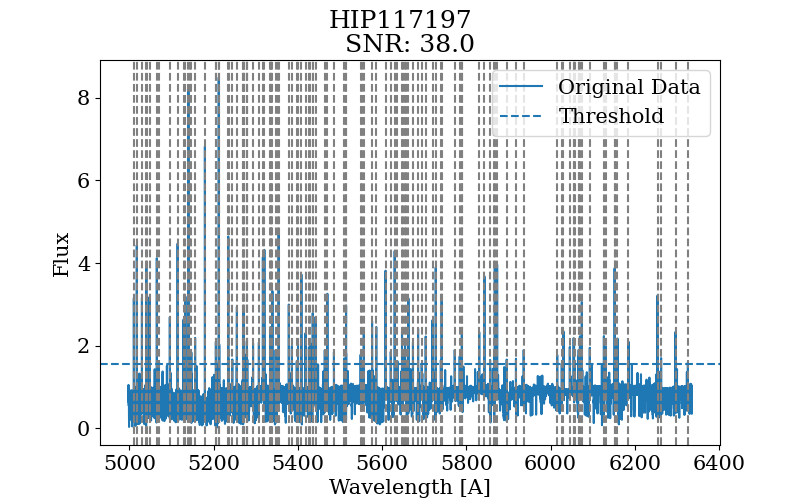 HIP117197
SNR: 38.0
Original Data
Threshold
Flux
8
6
4
2
0
5000 5200 5400 5600 5800 6000 6200 6400
Wavelength [A]